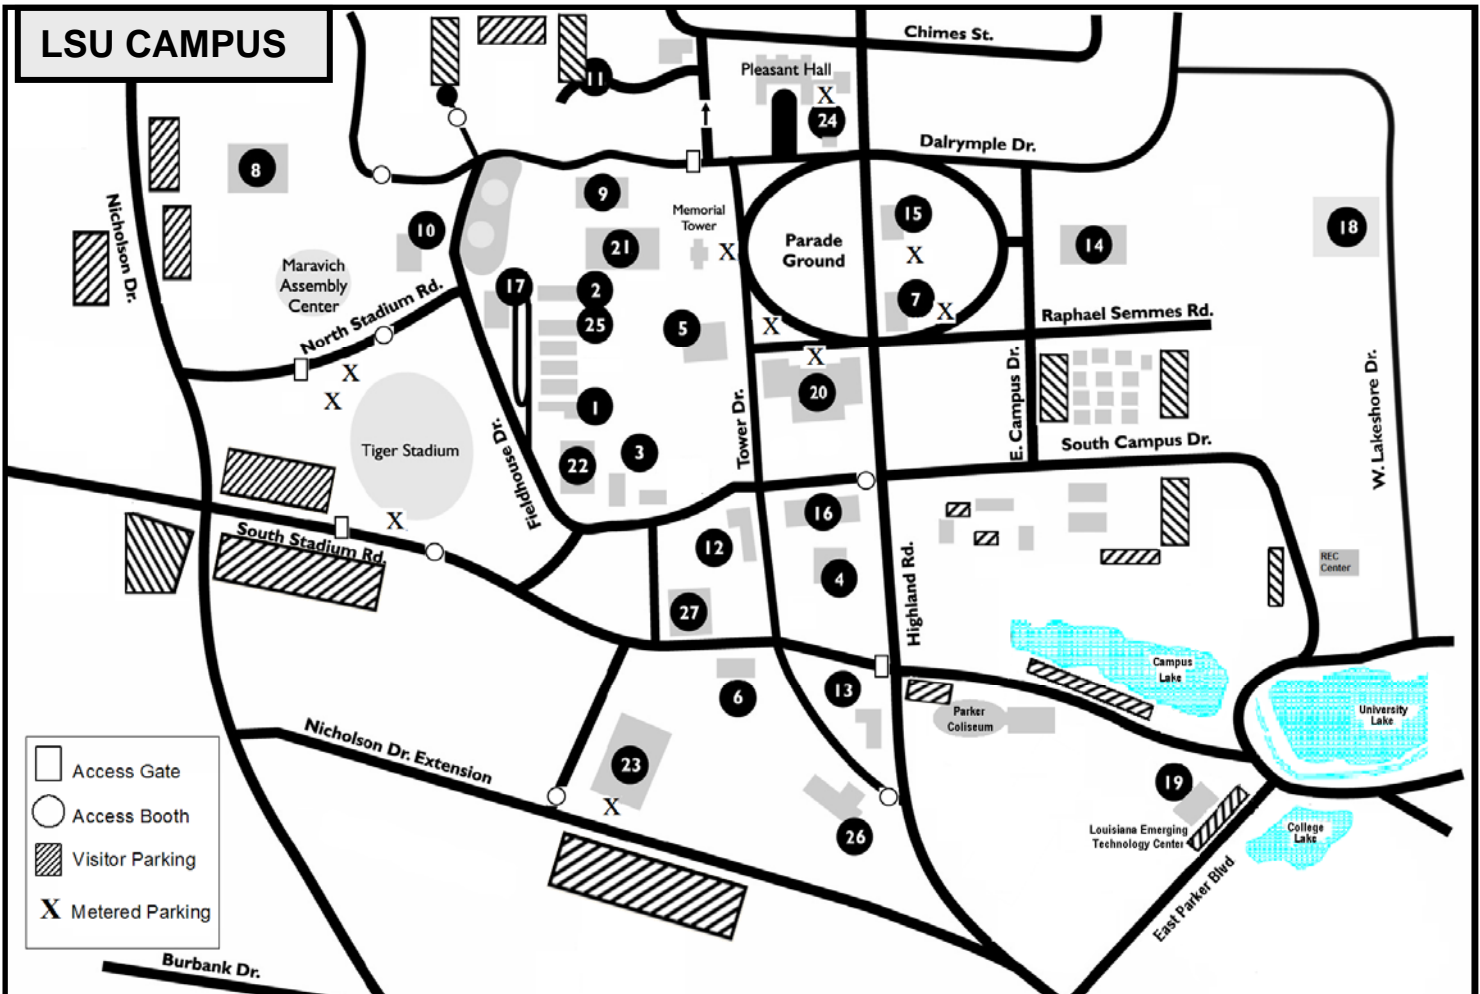 LSU CAMPUS
Chimes St.
Pleasant Hall
11
X
24
Dalrymple Dr.
8
Nicholson Dr.
9
10
Memorial
Tower
X
21
15
X
14
18
Parade
Ground
Maravich
Assembly
Center
17
2
25
5
7
X
X
North Stadium Rd.
Raphael Semmes Rd.
X
X
X
20
1
E. Campus Dr.
W. Lakeshore Dr.
Tower Dr.
Tiger Stadium
Fieldhouse Dr.
22
3
South Campus Dr.
X
South Stadium Rd.
16
12
4
27
Highland Rd.
REC
Center
Campus
Lake
6
13
Parker
Coliseum
University
Lake
Nicholson Dr. Extension
23
X
26
19
Louisiana Emerging
Technology Center
College
Lake
East Parker Blvd
Access Gate
Access Booth
Visitor Parking
X Metered Parking
Burbank Dr.